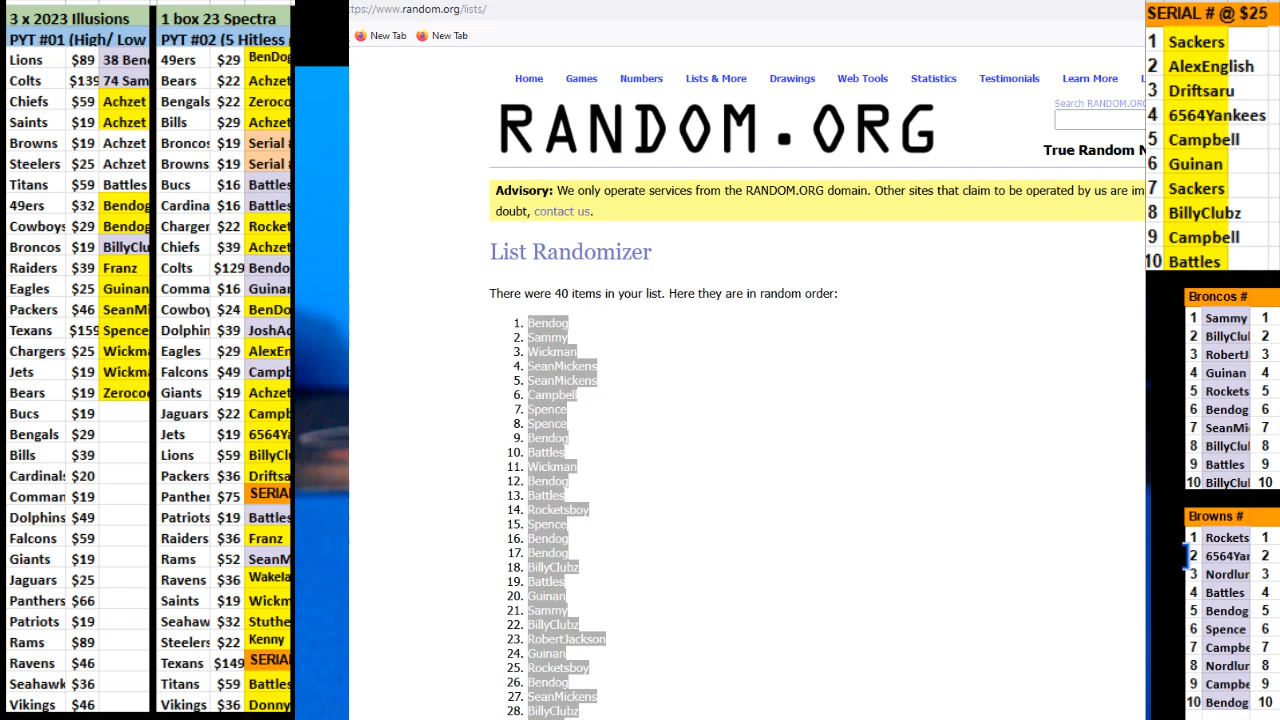 3 x 2023 Illusions
PYT #01 (High/ Low
Lions $89 38 Ben
Colts $139 74 Sam
Chiefs $59 Achzet
Saints $19 Achzet
Browns $19 Achzet
Steelers $25 Achzet
Titans $59 Battles
49ers $32 Bendog
Cowboys $29 Bendog
Broncos $19 BillyClu
Raiders $39 Franz
Eagles $25 Guinan
Packers $46 SeanMi
Texans $159 Spence
Chargers $25 Wickma
Jets $19 Wickma
Bears $19 Zeroco
Bucs $19
Bengals $29
Bills $39
Cardinals $20
Comman $19
Dolphins $49
Falcons $59
Giants $19
Jaguars $25
Panthers $66
Patriots $19
Rams $89
Ravens $46
Seahawk $36
Vikings $46
1 box 23 Spectra
PYT #02 (5 Hitless
49ers $29 BenDog
Bears $22 Achzet
Bengals $22 Zeroco
Bills $29 Achzet
Broncos $19 Serial #
Browns $19 Serial #
Bucs $16 Battles
Cardina $16 Battles
Charger $22 Rocket
Chiefs $39 Achzet
Colts $129 Bendo
Comma $16 Guinar
Cowboy $24 BenDo
Dolphin $39 JoshAc
Eagles $29 AlexEn
Falcons $49 Campb
Giants $19 Achzet
Jaguars $22 Campb
Jets $19 6564Ya
Lions $59 BillyClu
Packers $36 Driftsa
Panther $75 SERIA
Patriots $19 Battles
Raiders $36 Franz
Rams $52 SeanM
Ravens $36 Wakela
Saints $19 Wickm
Seahaw $32 Stuthe
Steelers $22 Kenny
Texans $149 SERIA
Titans $59 Battles
Vikings $36 Donny
ttps://www.random.org/lists/
New Tab New Tab
Home Games Numbers Lists & More Drawings Web Tools Statistics Testimonials Learn More L
RANDOM.ORG
Search RANDOM.ORG
True Random N
Advisory: We only operate services from the RANDOM.ORG domain. Other sites that claim to be operated by us are im
doubt, contact us.
List Randomizer
There were 40 items in your list. Here they are in random order:
1. Bendog
2. Sammy
3. Wickman
4. SeanMickens
5. SeanMickens
6. Campbell
7. Spence
8. Spence
9. Bendog
10. Battles
11. Wickman
12. Bendog
13. Battles
14. Rocketsboy
15. Spence
16. Bendog
17. Bendog
18. BillyClubz
19. Battles
20. Guinan
21. Sammy
22. BillyClubz
23. RobertJackson
24. Guinan
25. Rocketsboy
26. Bendog
27. SeanMickens
28. BillyClubz
SERIAL # @ $25
1 Sackers
2 AlexEnglish
3 Driftsaru
4 6564Yankees
5 Campbell
6 Guinan
7 Sackers
8 BillyClubz
9 Campbell
10 Battles
Broncos #
1 Sammy 1
2 BillyClul 2
3 RobertJ 3
4 Guinan 4
5 Rockets 5
6 Bendog 6
7 SeanMi 7
8 BillyClul 8
9 Battles 9
10 BillyClul 10
Browns #
1 Rockets 1
2 6564Yar 2
3 Nordlur 3
4 Battles 4
5 Bendog 5
6 Spence 6
7 Campbe 7
8 Nordlur 8
9 Campbe 9
10 Bendog 10